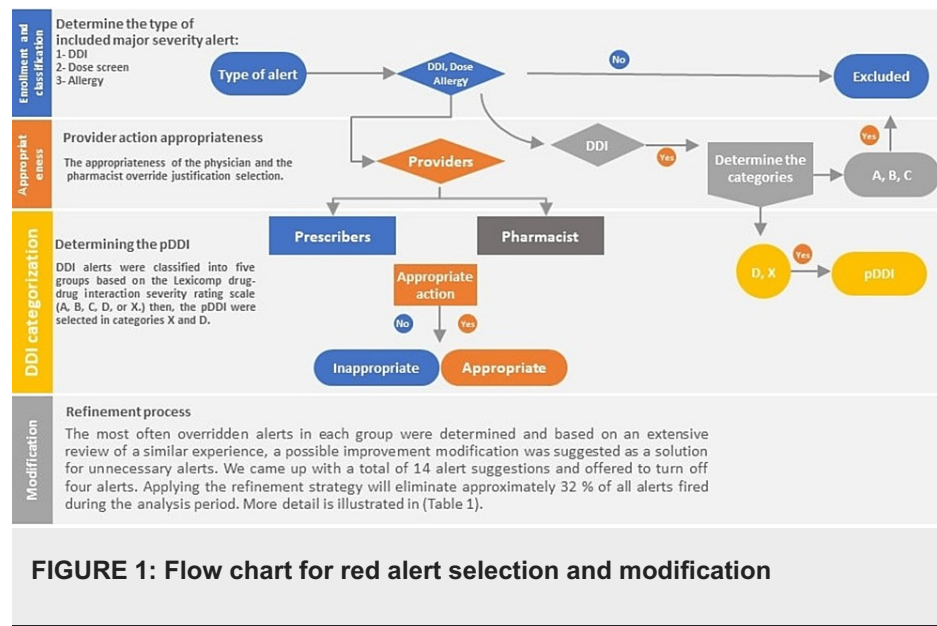 Enrollment and
classification
Determine the type of
included major severity alert:
1- DDI
2- Dose screen
3- Allergy
Type of alert
DDI, Dose
Allergy
No
Excluded
Appropriat
eness
Provider action appropriateness
The appropriateness of the physician and the
pharmacist override justification selection.
Providers
DDI
Yes
Determine the
categories
Yes
A, B, C
DDI categorization
Determining the pDDI
DDI alerts were classified into five
groups based on the Lexicomp drug-
drug interaction severity rating scale
(A, B, C, D, or X.) then, the pDDI were
selected in categories X and D.
Prescribers
Pharmacist
Appropriate
action
No
Yes
Inappropriate
Appropriate
D, X
Yes
pDDI
Modification
Refinement process
The most often overridden alerts in each group were determined and based on an extensive
review of a similar experience, a possible improvement modification was suggested as a solution
for unnecessary alerts. We came up with a total of 14 alert suggestions and offered to turn off
four alerts. Applying the refinement strategy will eliminate approximately 32 % of all alerts fired
during the analysis period. More detail is illustrated in (Table 1).
FIGURE 1: Flow chart for red alert selection and modification